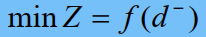 min Z = f(d⁻)